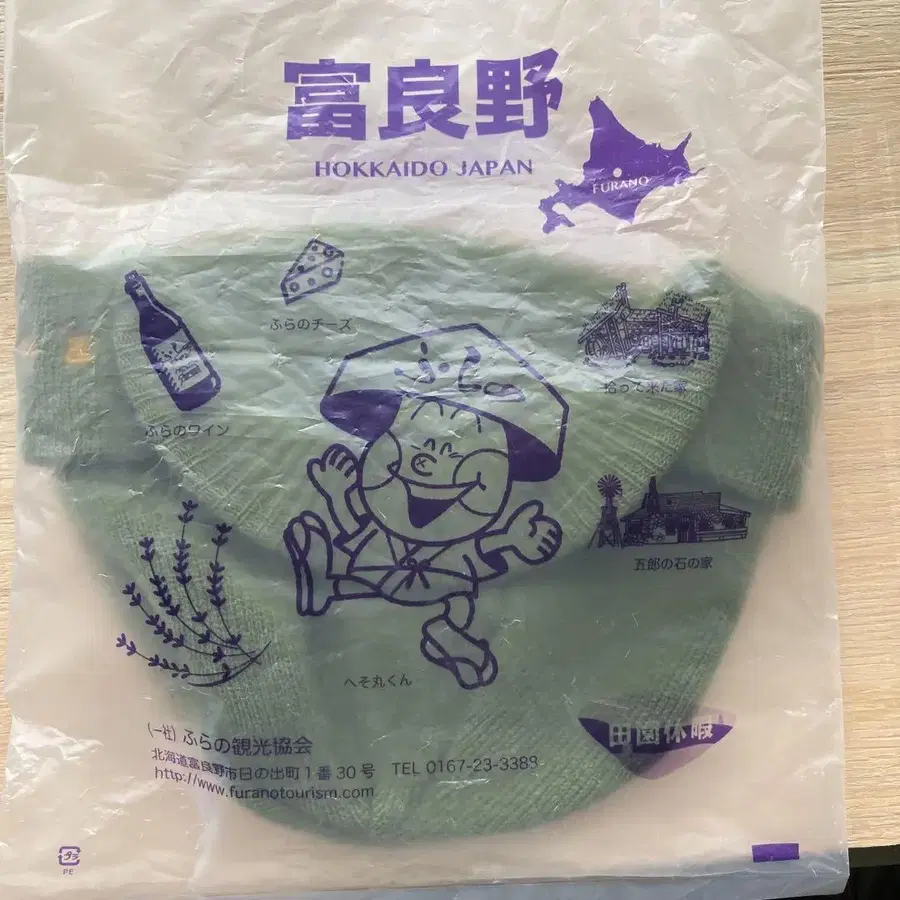 富良野
HOKKAIDO JAPAN
FURANO
ふらのチーズ
ふらのワイン
拾って来た家
五郎の石の家
へそ丸くん
田園休暇
(一社) ふらの観光協会
北海道富良野市日の出町1番30号 TEL 0167-23-3388
http://www.furanotourism.com
プラ
PE